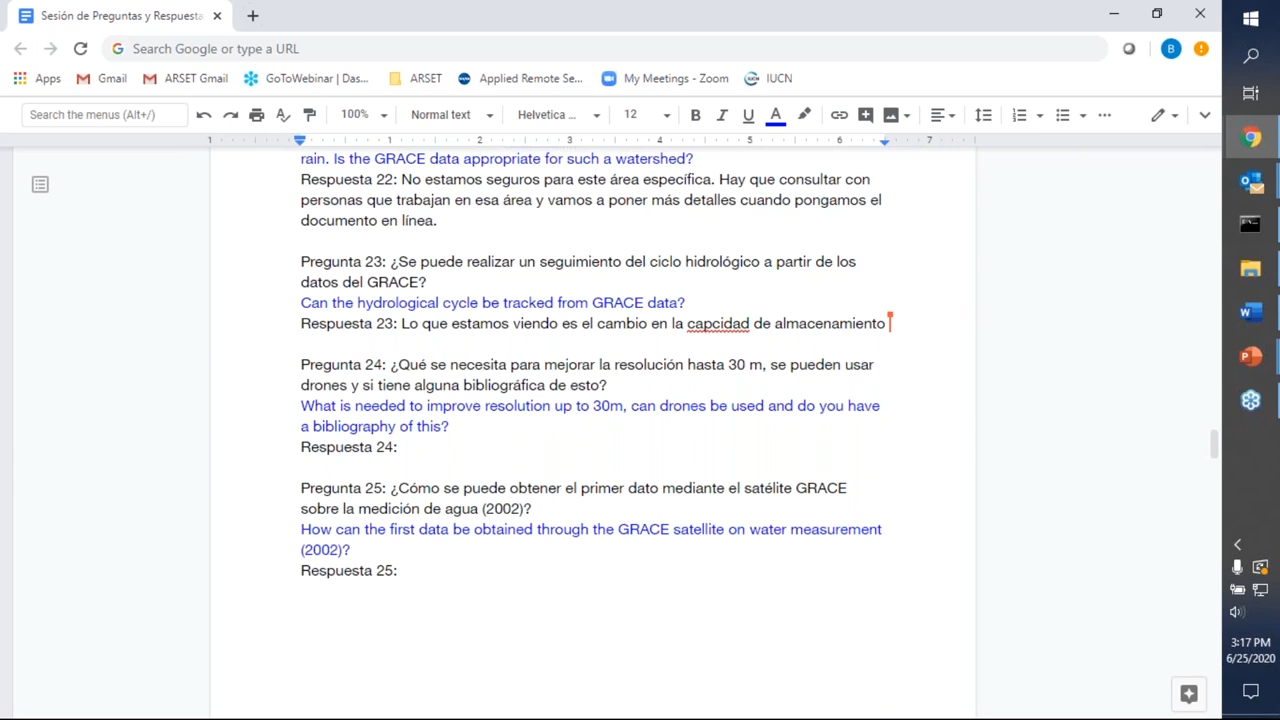 Sesión de Preguntas y Respuesta
Search Google or type a URL
B
Apps
Gmail
ARSET Gmail
GoToWebinar | Das...
ARSET
Applied Remote Se...
My Meetings - Zoom
IUCN
Search the menus (Alt+/)
100%
Normal text
Helvetica ...
12
B I U A
1 1 2 3 4 5 6 7
rain. Is the GRACE data appropriate for such a watershed?
Respuesta 22: No estamos seguros para este área específica. Hay que consultar con
personas que trabajan en esa área y vamos a poner más detalles cuando pongamos el
documento en línea.
Pregunta 23: ¿Se puede realizar un seguimiento del ciclo hidrológico a partir de los
datos del GRACE?
Can the hydrological cycle be tracked from GRACE data?
Respuesta 23: Lo que estamos viendo es el cambio en la capcidad de almacenamiento
Pregunta 24: ¿Qué se necesita para mejorar la resolución hasta 30 m, se pueden usar
drones y si tiene alguna bibliográfica de esto?
What is needed to improve resolution up to 30m, can drones be used and do you have
a bibliography of this?
Respuesta 24:
Pregunta 25: ¿Cómo se puede obtener el primer dato mediante el satélite GRACE
sobre la medición de agua (2002)?
How can the first data be obtained through the GRACE satellite on water measurement
(2002)?
Respuesta 25:
3:17 PM
6/25/2020